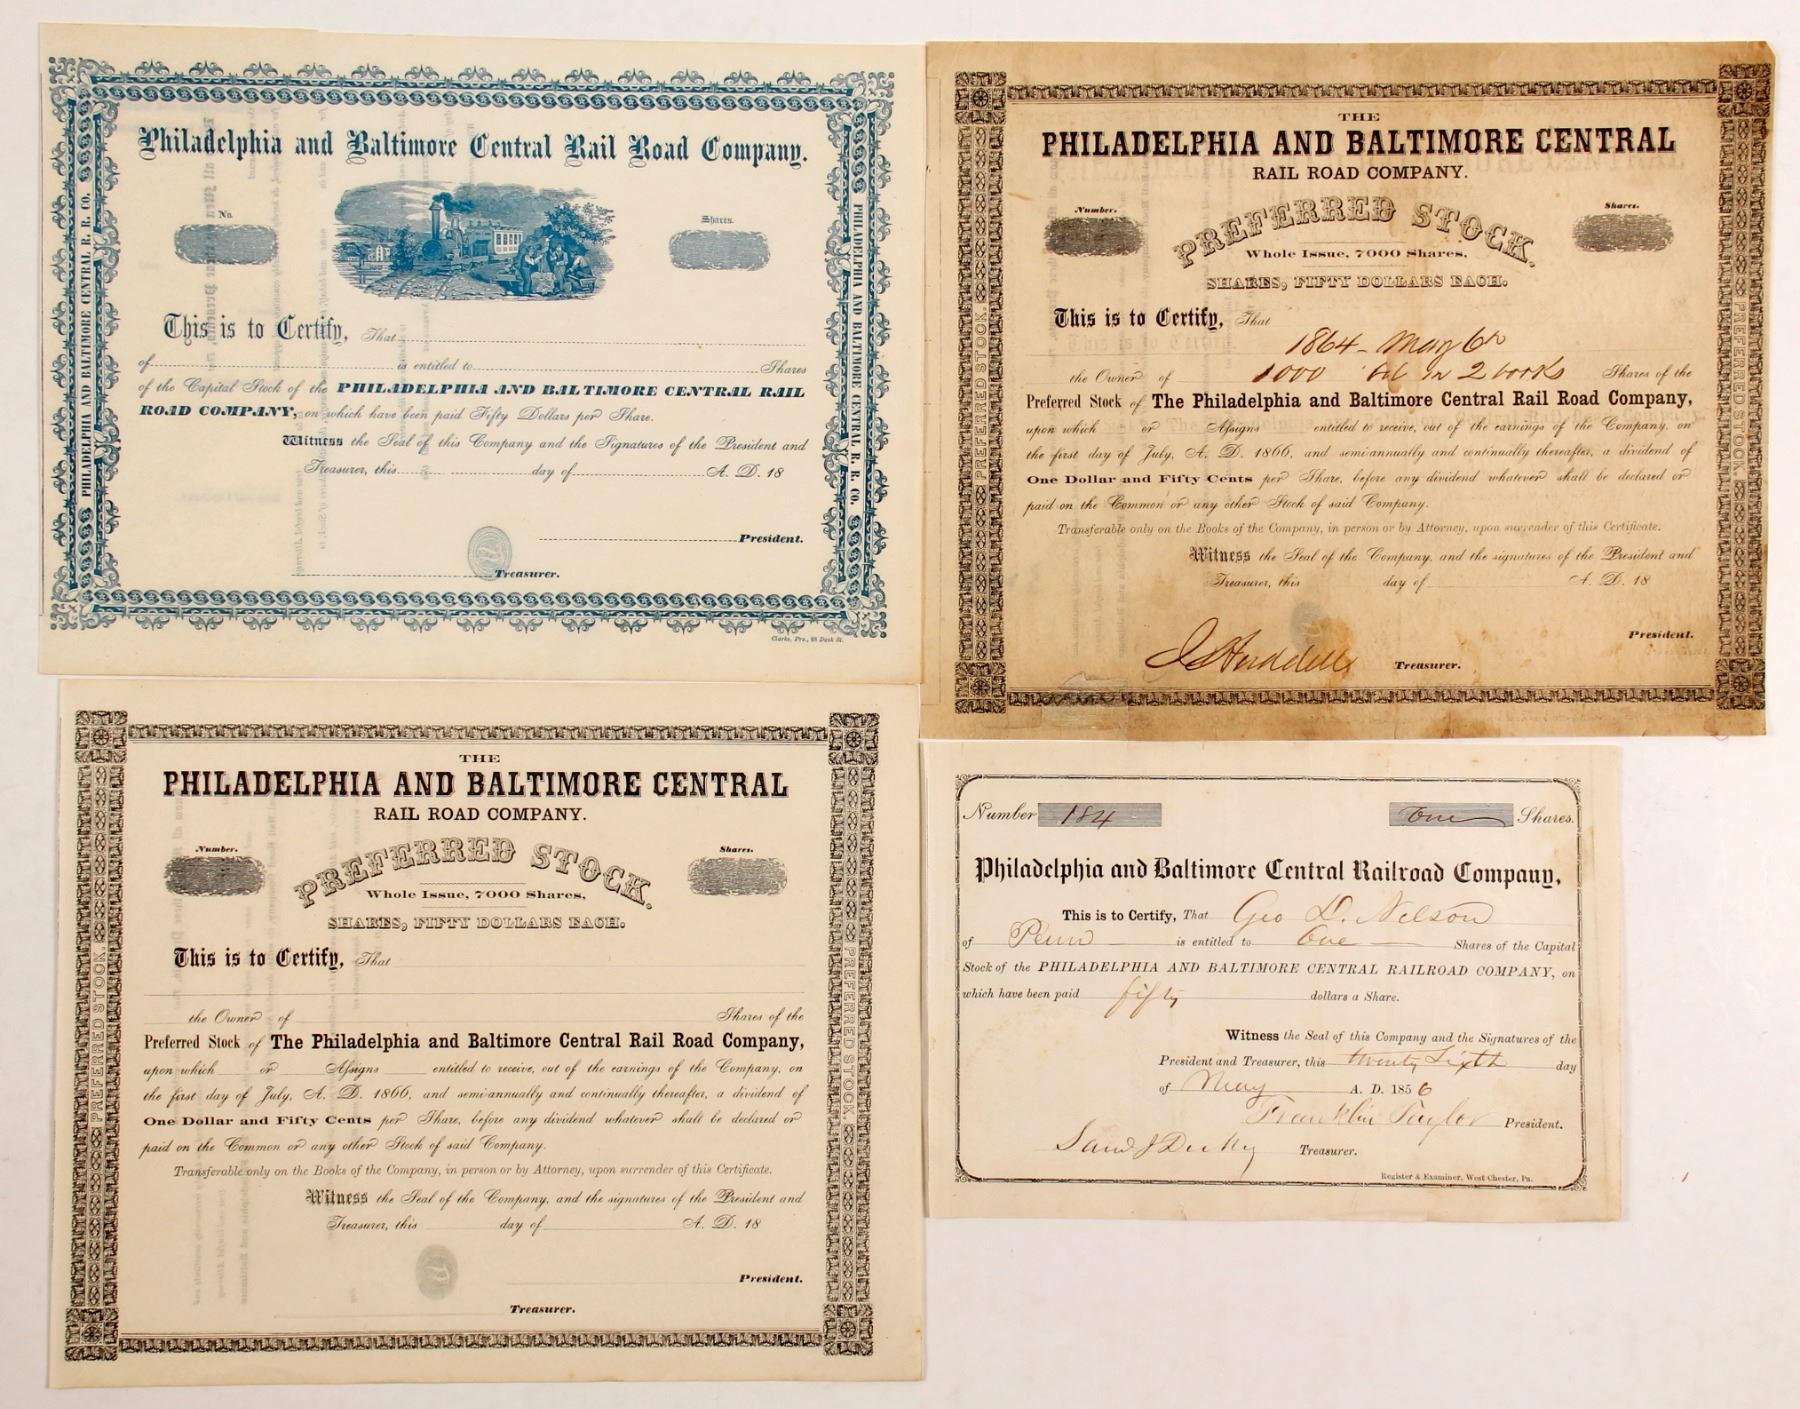 Philadelphia and Baltimore Central Rail Road Company.
No.
Shares.
PHILADELPHIA AND BALTIMORE CENTRAL R. R. CO.
PHILADELPHIA AND BALTIMORE CENTRAL R. R. CO.
This is to Certify, That
of is entitled to Shares
of the Capital Stock of the PHILADELPHIA AND BALTIMORE CENTRAL RAIL
ROAD COMPANY, on which have been paid Fifty Dollars per Share.
Witness the Seal of this Company and the Signatures of the President and
Treasurer, this day of A. D. 18
President.
Treasurer.
Clarke, Prs., 68 Dock St.
THE
PHILADELPHIA AND BALTIMORE CENTRAL
RAIL ROAD COMPANY.
Number.
Shares.
PREFERRED STOCK.
Whole Issue, 7000 Shares,
SHARES, FIFTY DOLLARS EACH.
PREFERRED STOCK.
PREFERRED STOCK.
This is to Certify, That
1864 - May 6th
the Owner of 1000 in 2 books Shares of the
Preferred Stock of The Philadelphia and Baltimore Central Rail Road Company,
upon which or Assigns entitled to receive, out of the earnings of the Company, on
the first day of July, A. D. 1866, and semi-annually and continually thereafter, a dividend of
One Dollar and Fifty Cents per Share, before any dividend whatever shall be declared or
paid on the Common or any other Stock of said Company.
Transferable only on the Books of the Company, in person or by Attorney, upon surrender of this Certificate.
Witness the Seal of the Company, and the signatures of the President and
Treasurer, this day of A. D. 18
President.
Treasurer.
THE
PHILADELPHIA AND BALTIMORE CENTRAL
RAIL ROAD COMPANY.
Number.
Shares.
PREFERRED STOCK.
Whole Issue, 7000 Shares,
SHARES, FIFTY DOLLARS EACH.
PREFERRED STOCK.
PREFERRED STOCK.
This is to Certify, That
the Owner of Shares of the
Preferred Stock of The Philadelphia and Baltimore Central Rail Road Company,
upon which or Assigns entitled to receive, out of the earnings of the Company, on
the first day of July, A. D. 1866, and semi-annually and continually thereafter, a dividend of
One Dollar and Fifty Cents per Share, before any dividend whatever shall be declared or
paid on the Common or any other Stock of said Company.
Transferable only on the Books of the Company, in person or by Attorney, upon surrender of this Certificate.
Witness the Seal of the Company, and the signatures of the President and
Treasurer, this day of A. D. 18
President.
Treasurer.
Number 184 One Shares.
Philadelphia and Baltimore Central Railroad Company,
This is to Certify, That Geo D. Nelson
of Penn is entitled to One Shares of the Capital
Stock of the PHILADELPHIA AND BALTIMORE CENTRAL RAILROAD COMPANY, on
which have been paid fifty dollars a Share.
Witness the Seal of this Company and the Signatures of the
President and Treasurer, this twenty Sixth day
of May A. D. 1856
Franklin Taylor President.
Saml J Dickey Treasurer.
Register & Examiner, West Chester, Pa.